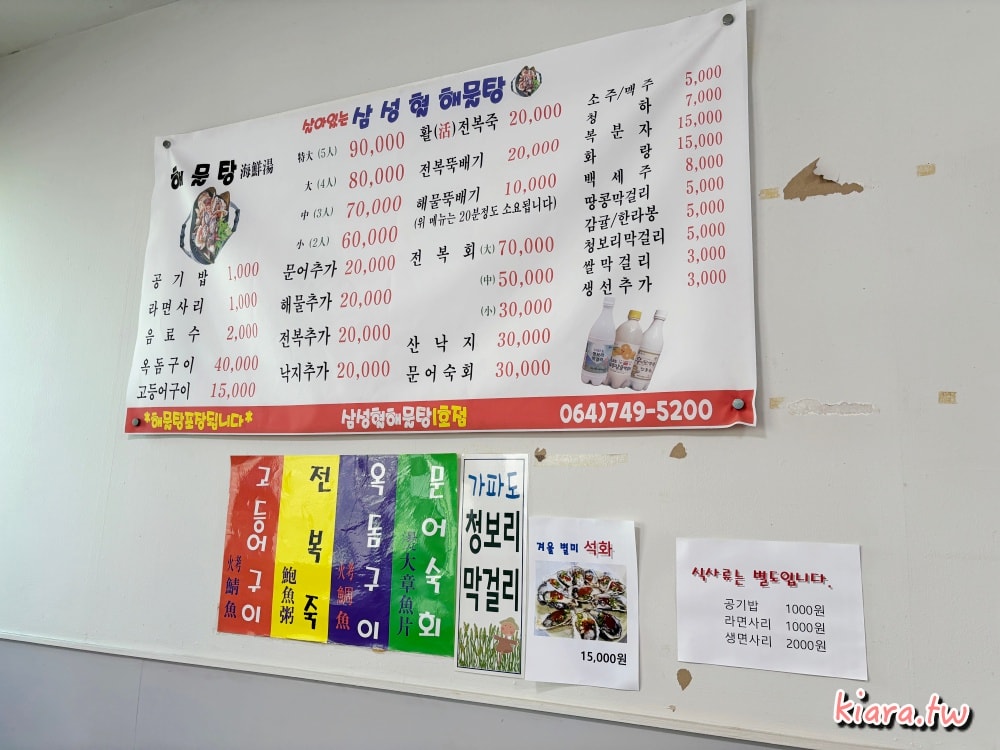 살아있는 삼성혈 해물탕
해물탕 海鮮湯
特大 (5人) 90,000
大 (4人) 80,000
中 (3人) 70,000
小 (2人) 60,000
공기밥 1,000
라면사리 1,000
음료수 2,000
옥돔구이 40,000
고등어구이 15,000
문어추가 20,000
해물추가 20,000
전복추가 20,000
낙지추가 20,000
활(活)전복죽 20,000
전복뚝배기 20,000
해물뚝배기 10,000
(위 메뉴는 20분정도 소요됩니다)
전복회 (大) 70,000
(中) 50,000
(小) 30,000
산낙지 30,000
문어숙회 30,000
소주/맥주 5,000
청하 7,000
복분자 15,000
화랑 15,000
백세주 8,000
땅콩막걸리 5,000
감귤/한라봉 5,000
청보리막걸리 5,000
쌀막걸리 3,000
생선추가 3,000
*해물탕포장됩니다*
삼성혈해물탕1호점
064)749-5200
고등어구이
烤鯖魚
전복죽
鮑魚粥
옥돔구이
烤鯛魚
문어숙회
大章魚片
가파도
청보리
막걸리
겨울 별미 석화
15,000원
식사류는 별도입니다.
공기밥 1000원
라면사리 1000원
생면사리 2000원
kiara.tw